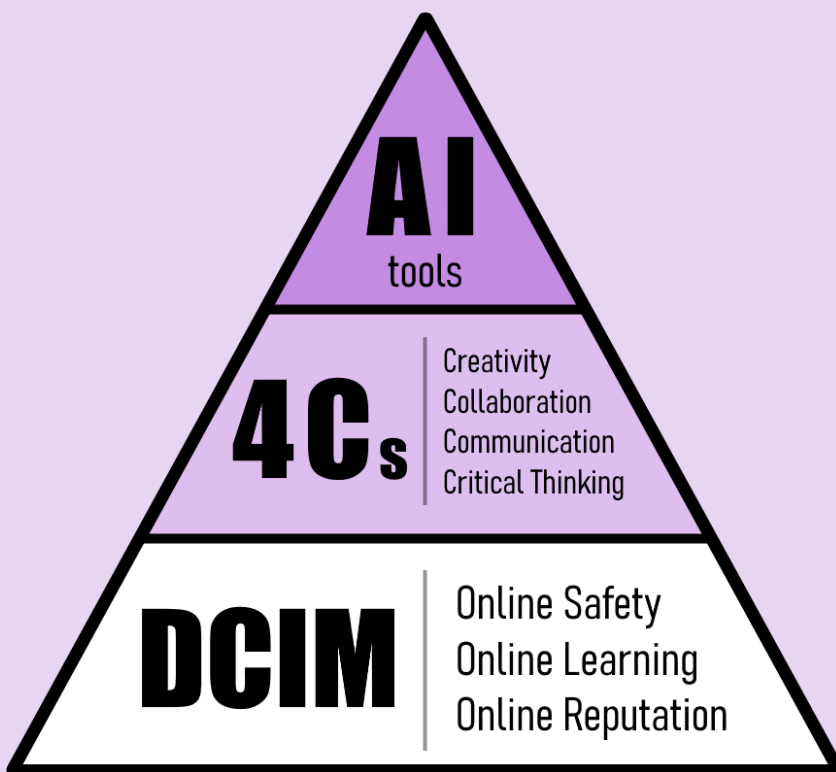 AI
tools
4Cs
Creativity
Collaboration
Communication
Critical Thinking
DCIM
Online Safety
Online Learning
Online Reputation